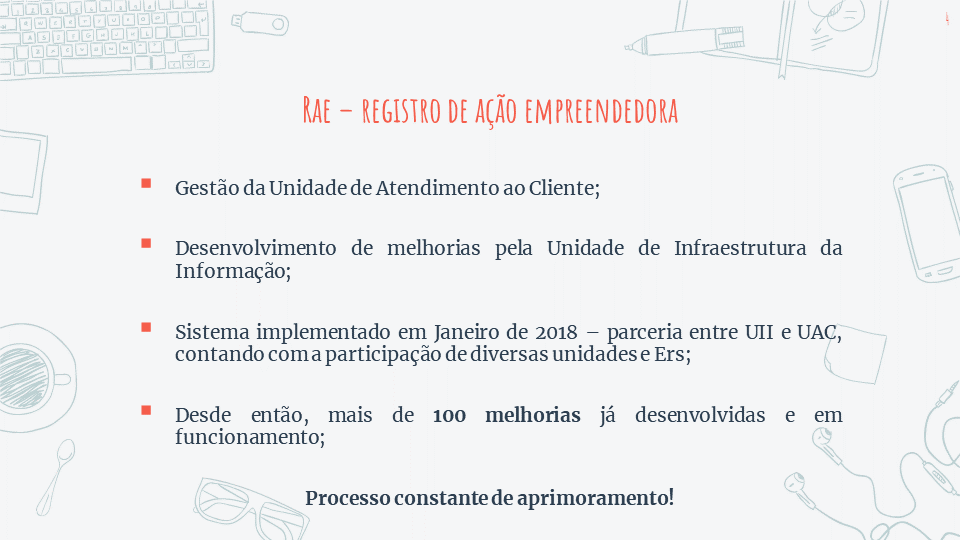 4
Rae – registro de ação empreendedora
Gestão da Unidade de Atendimento ao Cliente;
Desenvolvimento de melhorias pela Unidade de Infraestrutura da
Informação;
Sistema implementado em Janeiro de 2018 – parceria entre UII e UAC,
contando com a participação de diversas unidades e Ers;
Desde então, mais de 100 melhorias já desenvolvidas e em
funcionamento;
Processo constante de aprimoramento!